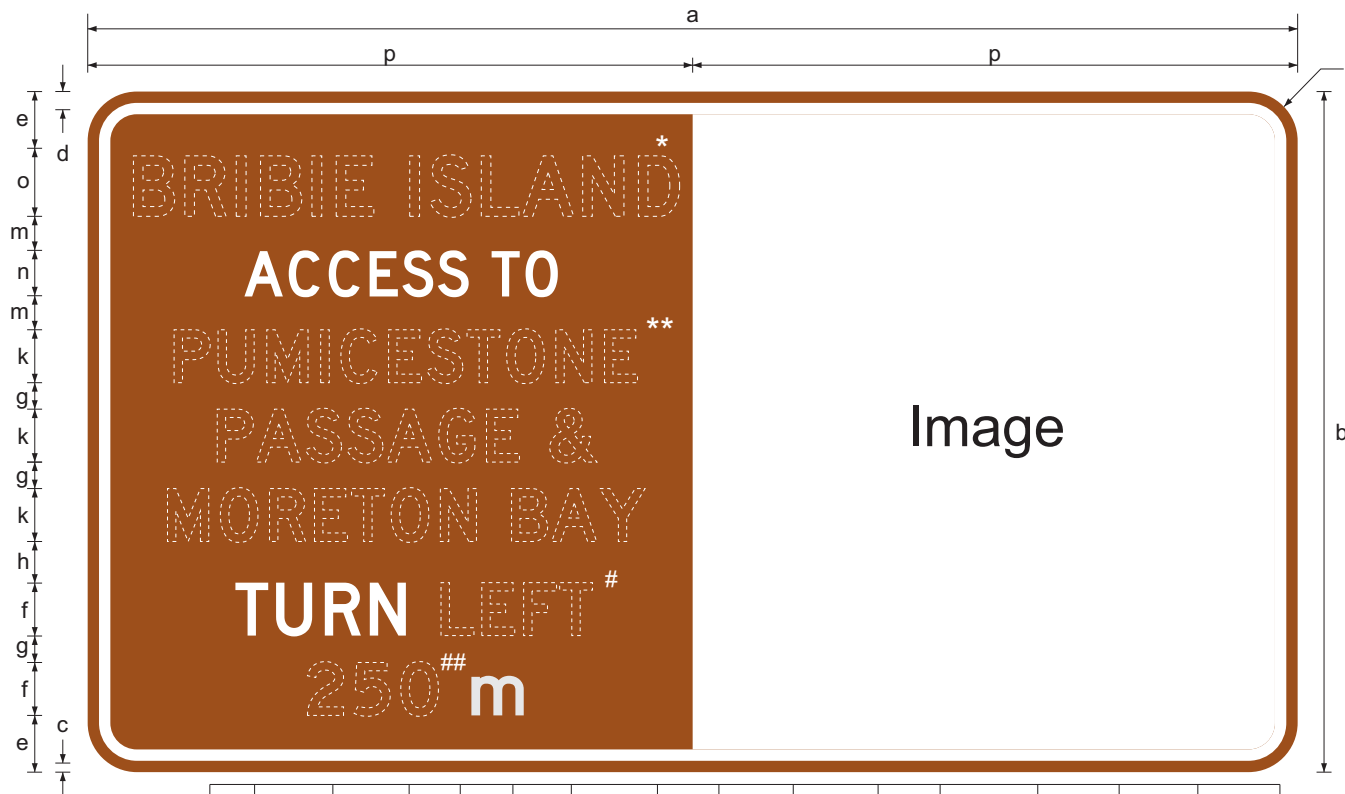 a
p p
e
d
o
m
n
m
k
g
k
g
k
h
f
g
f
c
e
BRIBIE ISLAND*
ACCESS TO
PUMICESTONE**
PASSAGE &
MORETON BAY
TURN LEFT#
250##m
Image
b